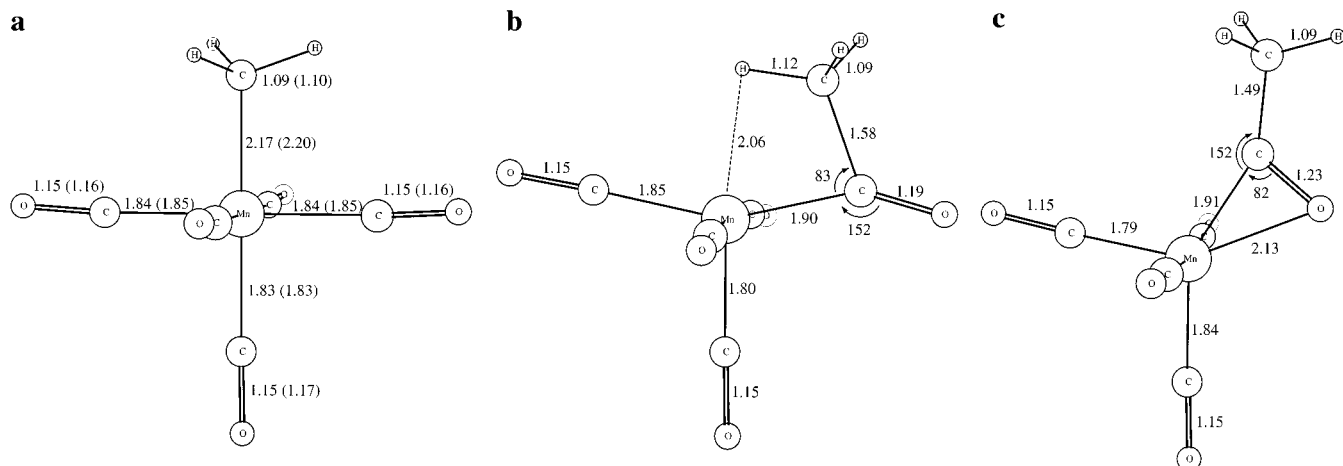 a
H
H
H
C
1.09 (1.10)
2.17 (2.20)
1.15 (1.16)
1.84 (1.85)
1.84 (1.85)
1.15 (1.16)
O
C
O
C
Mn
C
O
C
O
1.83 (1.83)
C
1.15 (1.17)
O
b
H
1.12
H
H
C
1.09
1.58
2.06
O
1.15
C
1.85
83
C
1.19
O
Mn
C
O
1.90
152
C
O
1.80
C
1.15
O
c
H
H
1.09
H
C
1.49
152
C
82
1.23
O
1.91
O
1.15
C
1.79
C
O
Mn
2.13
C
O
1.84
C
1.15
O